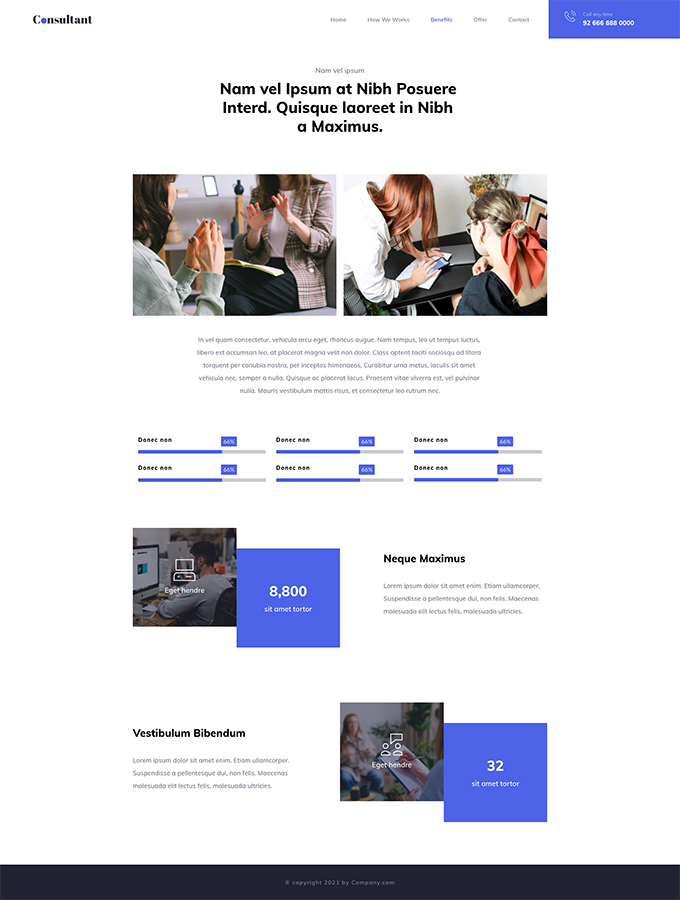 Consultant
Home How We Works Benefits Offer Contact
Call any time
92 666 888 0000
Nam vel ipsum
Nam vel Ipsum at Nibh Posuere
Interd. Quisque laoreet in Nibh
a Maximus.
In vel quam consectetur, vehicula arcu eget, rhoncus augue. Nam tempus, leo ut tempus luctus,
libero est accumsan leo, at placerat magna velit non dolor. Class aptent taciti sociosqu ad litora
torquent per conubia nostra, per inceptos himenaeos. Curabitur urna metus, iaculis sit amet
vehicula nec, semper a nulla. Quisque ac placerat lacus. Praesent vitae viverra est, vel pulvinar
nulla. Mauris vestibulum mattis risus, et consectetur leo rutrum nec.
Donec non 66% Donec non 66% Donec non 66%
Donec non 66% Donec non 66% Donec non 66%
Eget hendre
8,800
sit amet tortor
Neque Maximus
Lorem ipsum dolor sit amet enim. Etiam ullamcorper.
Suspendisse a pellentesque dui, non felis. Maecenas
malesuada elit lectus felis, malesuada ultricies.
Vestibulum Bibendum
Lorem ipsum dolor sit amet enim. Etiam ullamcorper.
Suspendisse a pellentesque dui, non felis. Maecenas
malesuada elit lectus felis, malesuada ultricies.
Eget hendre
32
sit amet tortor
© copyright 2021 by Company.com